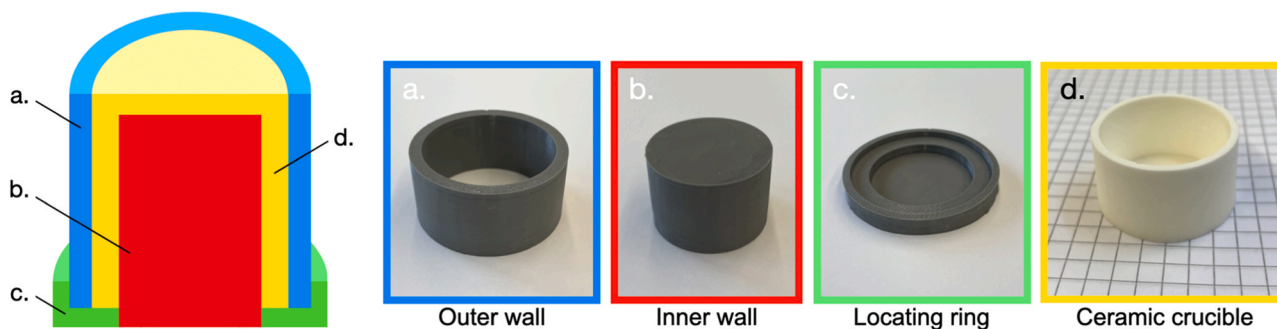 a.
b.
c.
d.
a.
b.
c.
d.
Outer wall
Inner wall
Locating ring
Ceramic crucible